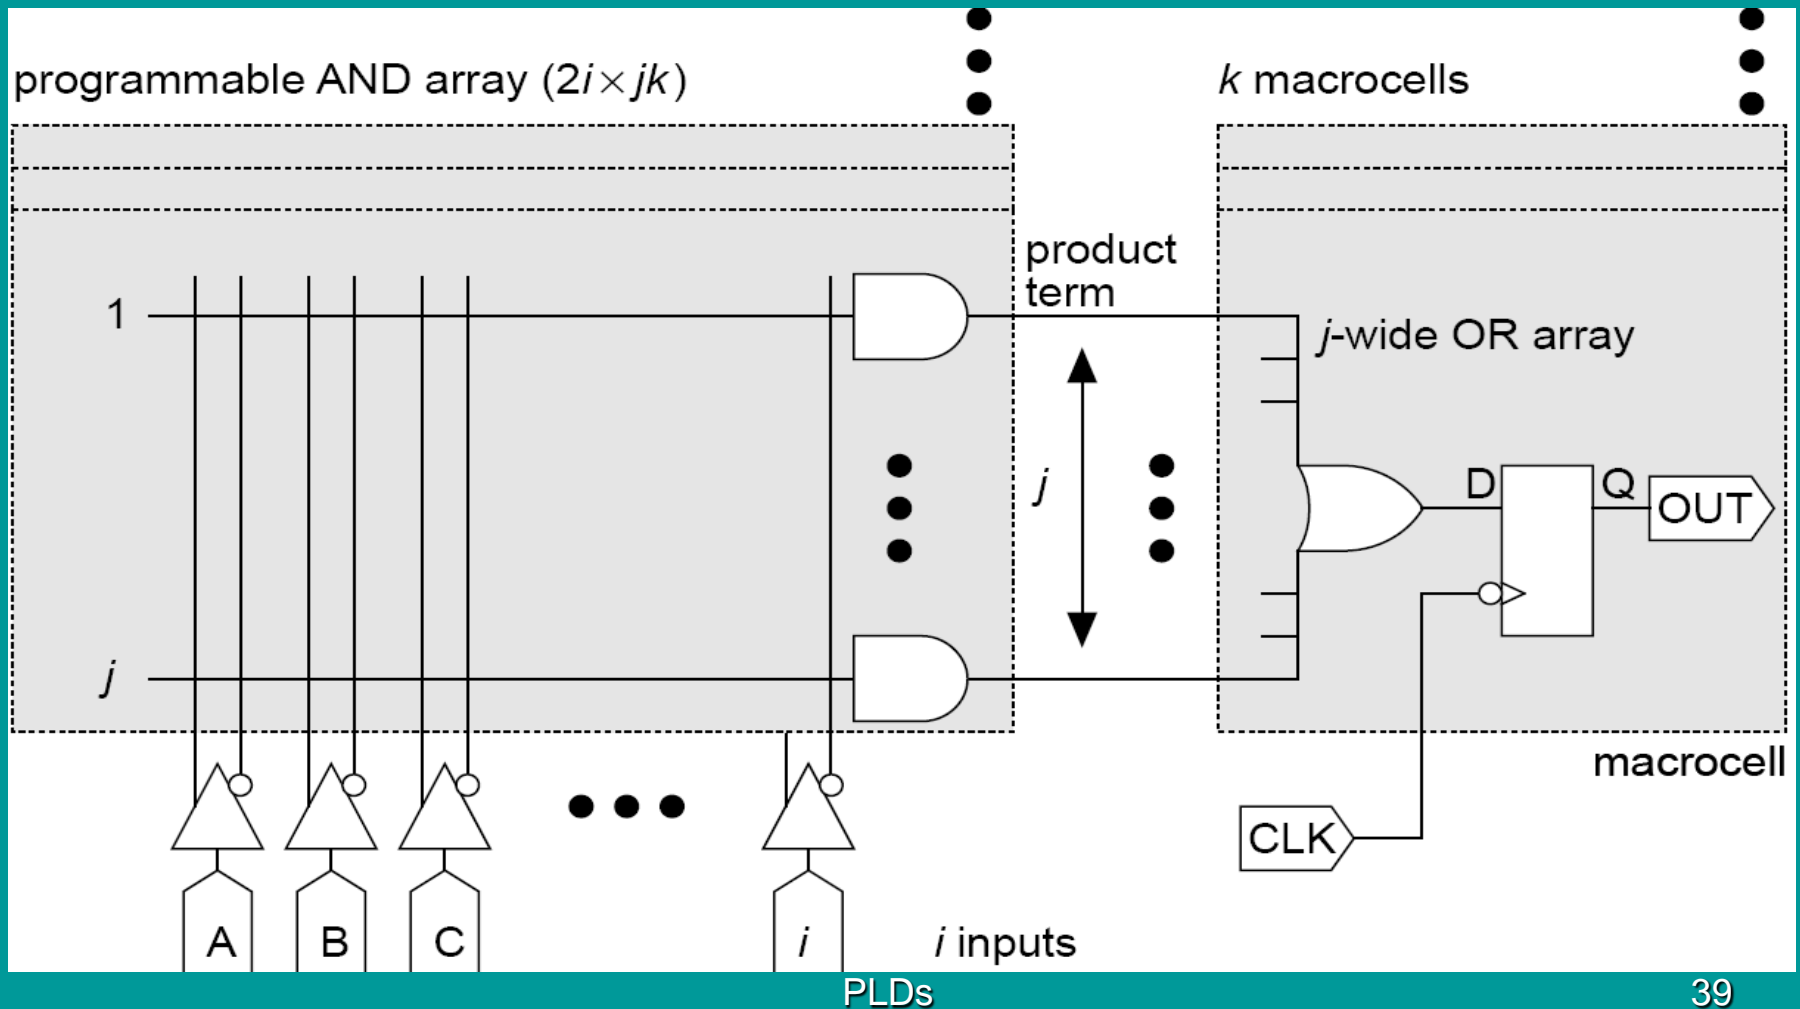 programmable AND array (2i×jk)
k macrocells
product
term
1
j-wide OR array
j
D
Q
OUT
j
macrocell
CLK
A
B
C
i
i inputs
PLDs
39